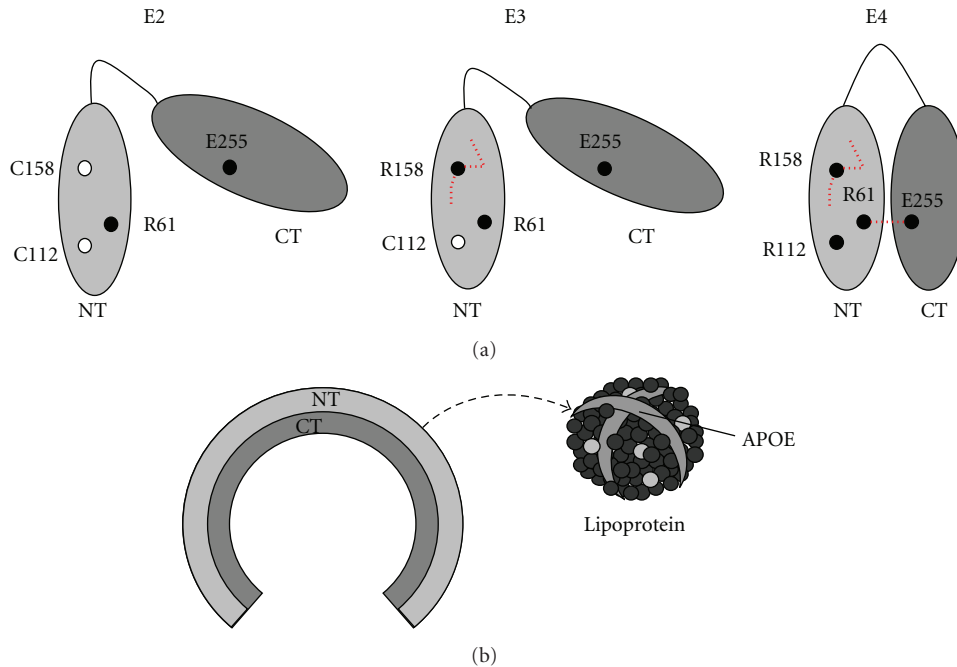 E2
E3
E4
E255
C158
R61
C112
CT
NT
E255
R158
R61
C112
CT
NT
R158
R61
E255
R112
NT
CT
(a)
NT
CT
APOE
Lipoprotein
(b)